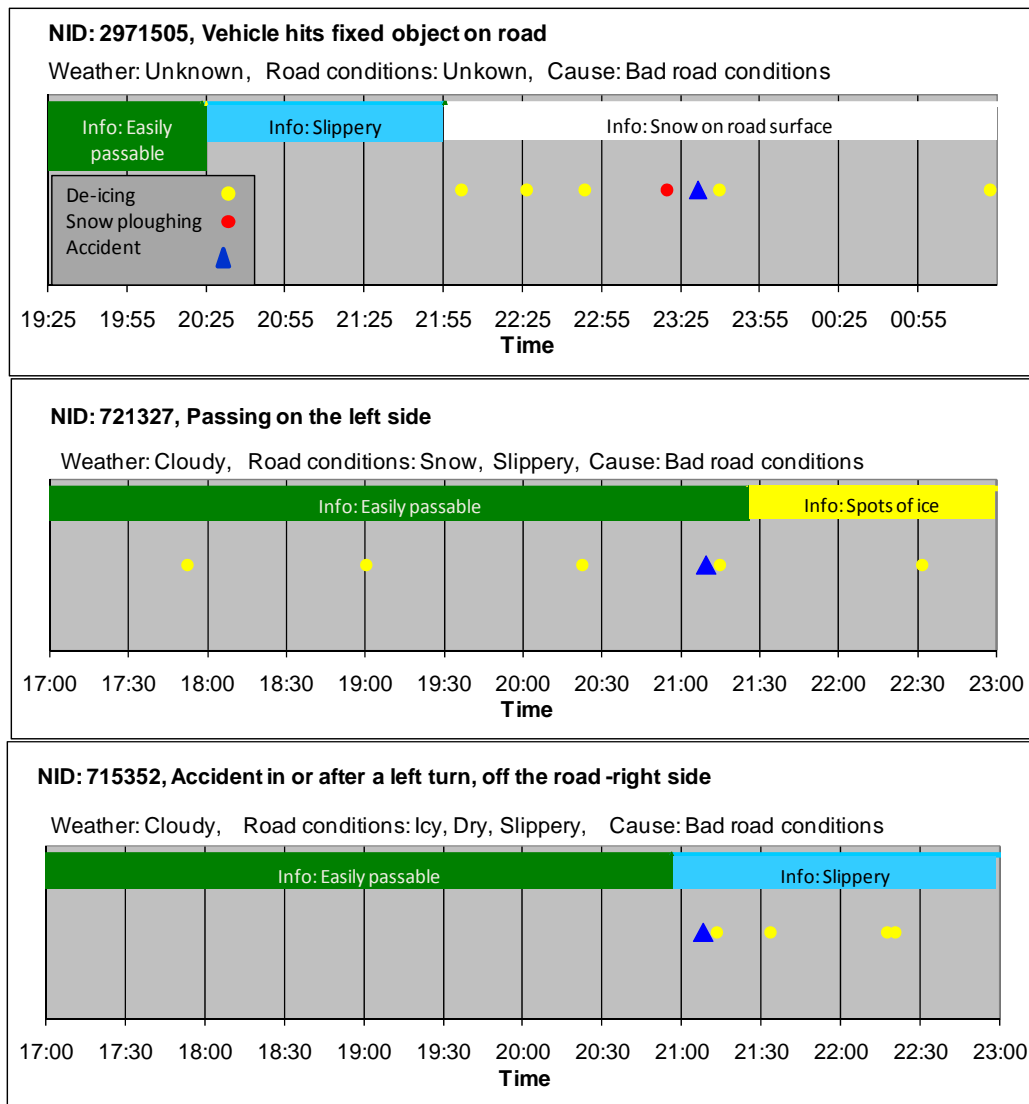 NID: 2971505, Vehicle hits fixed object on road
Weather: Unknown, Road conditions: Unkown, Cause: Bad road conditions
Info: Easily passable
Info: Slippery
Info: Snow on road surface
De-icing
Snow ploughing
Accident
19:25 19:55 20:25 20:55 21:25 21:55 22:25 22:55 23:25 23:55 00:25 00:55
Time
NID: 721327, Passing on the left side
Weather: Cloudy, Road conditions: Snow, Slippery, Cause: Bad road conditions
Info: Easily passable
Info: Spots of ice
17:00 17:30 18:00 18:30 19:00 19:30 20:00 20:30 21:00 21:30 22:00 22:30 23:00
Time
NID: 715352, Accident in or after a left turn, off the road -right side
Weather: Cloudy, Road conditions: Icy, Dry, Slippery, Cause: Bad road conditions
Info: Easily passable
Info: Slippery
17:00 17:30 18:00 18:30 19:00 19:30 20:00 20:30 21:00 21:30 22:00 22:30 23:00
Time